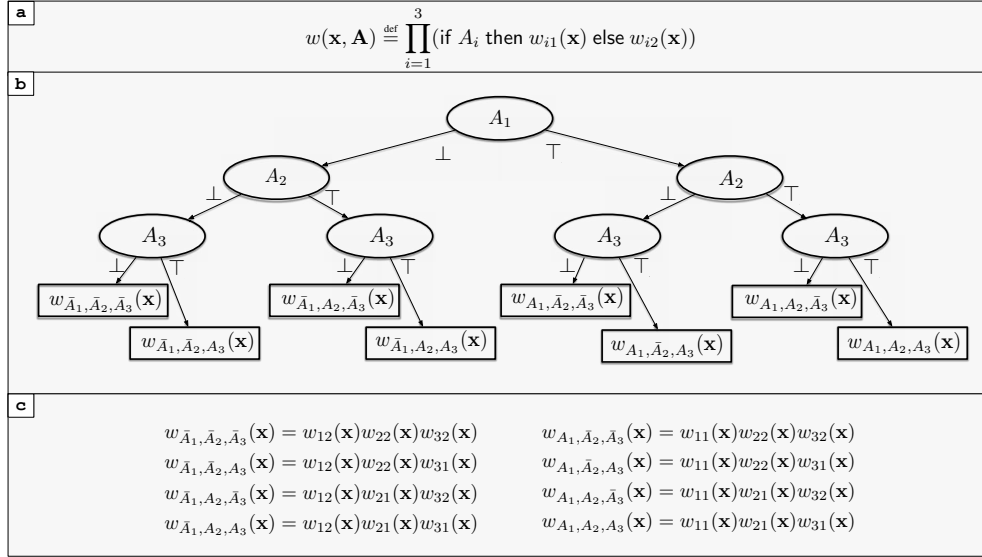 a
w(𝐱, 𝐀) ≝ ∏_{i=1}^{3} (if A_i then w_{i1}(𝐱) else w_{i2}(𝐱))
b
A_1
⊥ ⊤
A_2 A_2
⊥ ⊤ ⊥ ⊤
A_3 A_3 A_3 A_3
⊥ ⊤ ⊥ ⊤ ⊥ ⊤ ⊥ ⊤
w_{Ā_1,Ā_2,Ā_3}(𝐱) w_{Ā_1,A_2,Ā_3}(𝐱) w_{A_1,Ā_2,Ā_3}(𝐱) w_{A_1,A_2,Ā_3}(𝐱)
w_{Ā_1,Ā_2,A_3}(𝐱) w_{Ā_1,A_2,A_3}(𝐱) w_{A_1,Ā_2,A_3}(𝐱) w_{A_1,A_2,A_3}(𝐱)
c
w_{Ā_1,Ā_2,Ā_3}(𝐱) = w_{12}(𝐱)w_{22}(𝐱)w_{32}(𝐱) w_{A_1,Ā_2,Ā_3}(𝐱) = w_{11}(𝐱)w_{22}(𝐱)w_{32}(𝐱)
w_{Ā_1,Ā_2,A_3}(𝐱) = w_{12}(𝐱)w_{22}(𝐱)w_{31}(𝐱) w_{A_1,Ā_2,A_3}(𝐱) = w_{11}(𝐱)w_{22}(𝐱)w_{31}(𝐱)
w_{Ā_1,A_2,Ā_3}(𝐱) = w_{12}(𝐱)w_{21}(𝐱)w_{32}(𝐱) w_{A_1,A_2,Ā_3}(𝐱) = w_{11}(𝐱)w_{21}(𝐱)w_{32}(𝐱)
w_{Ā_1,A_2,A_3}(𝐱) = w_{12}(𝐱)w_{21}(𝐱)w_{31}(𝐱) w_{A_1,A_2,A_3}(𝐱) = w_{11}(𝐱)w_{21}(𝐱)w_{31}(𝐱)